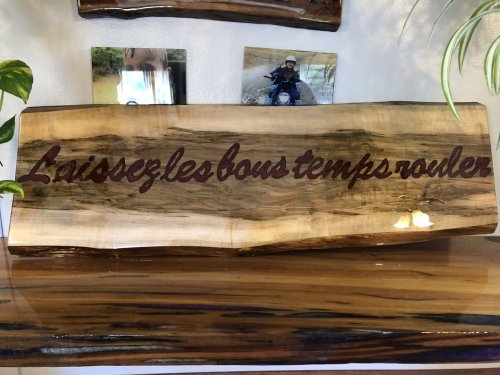 Laissez les bons temps rouler